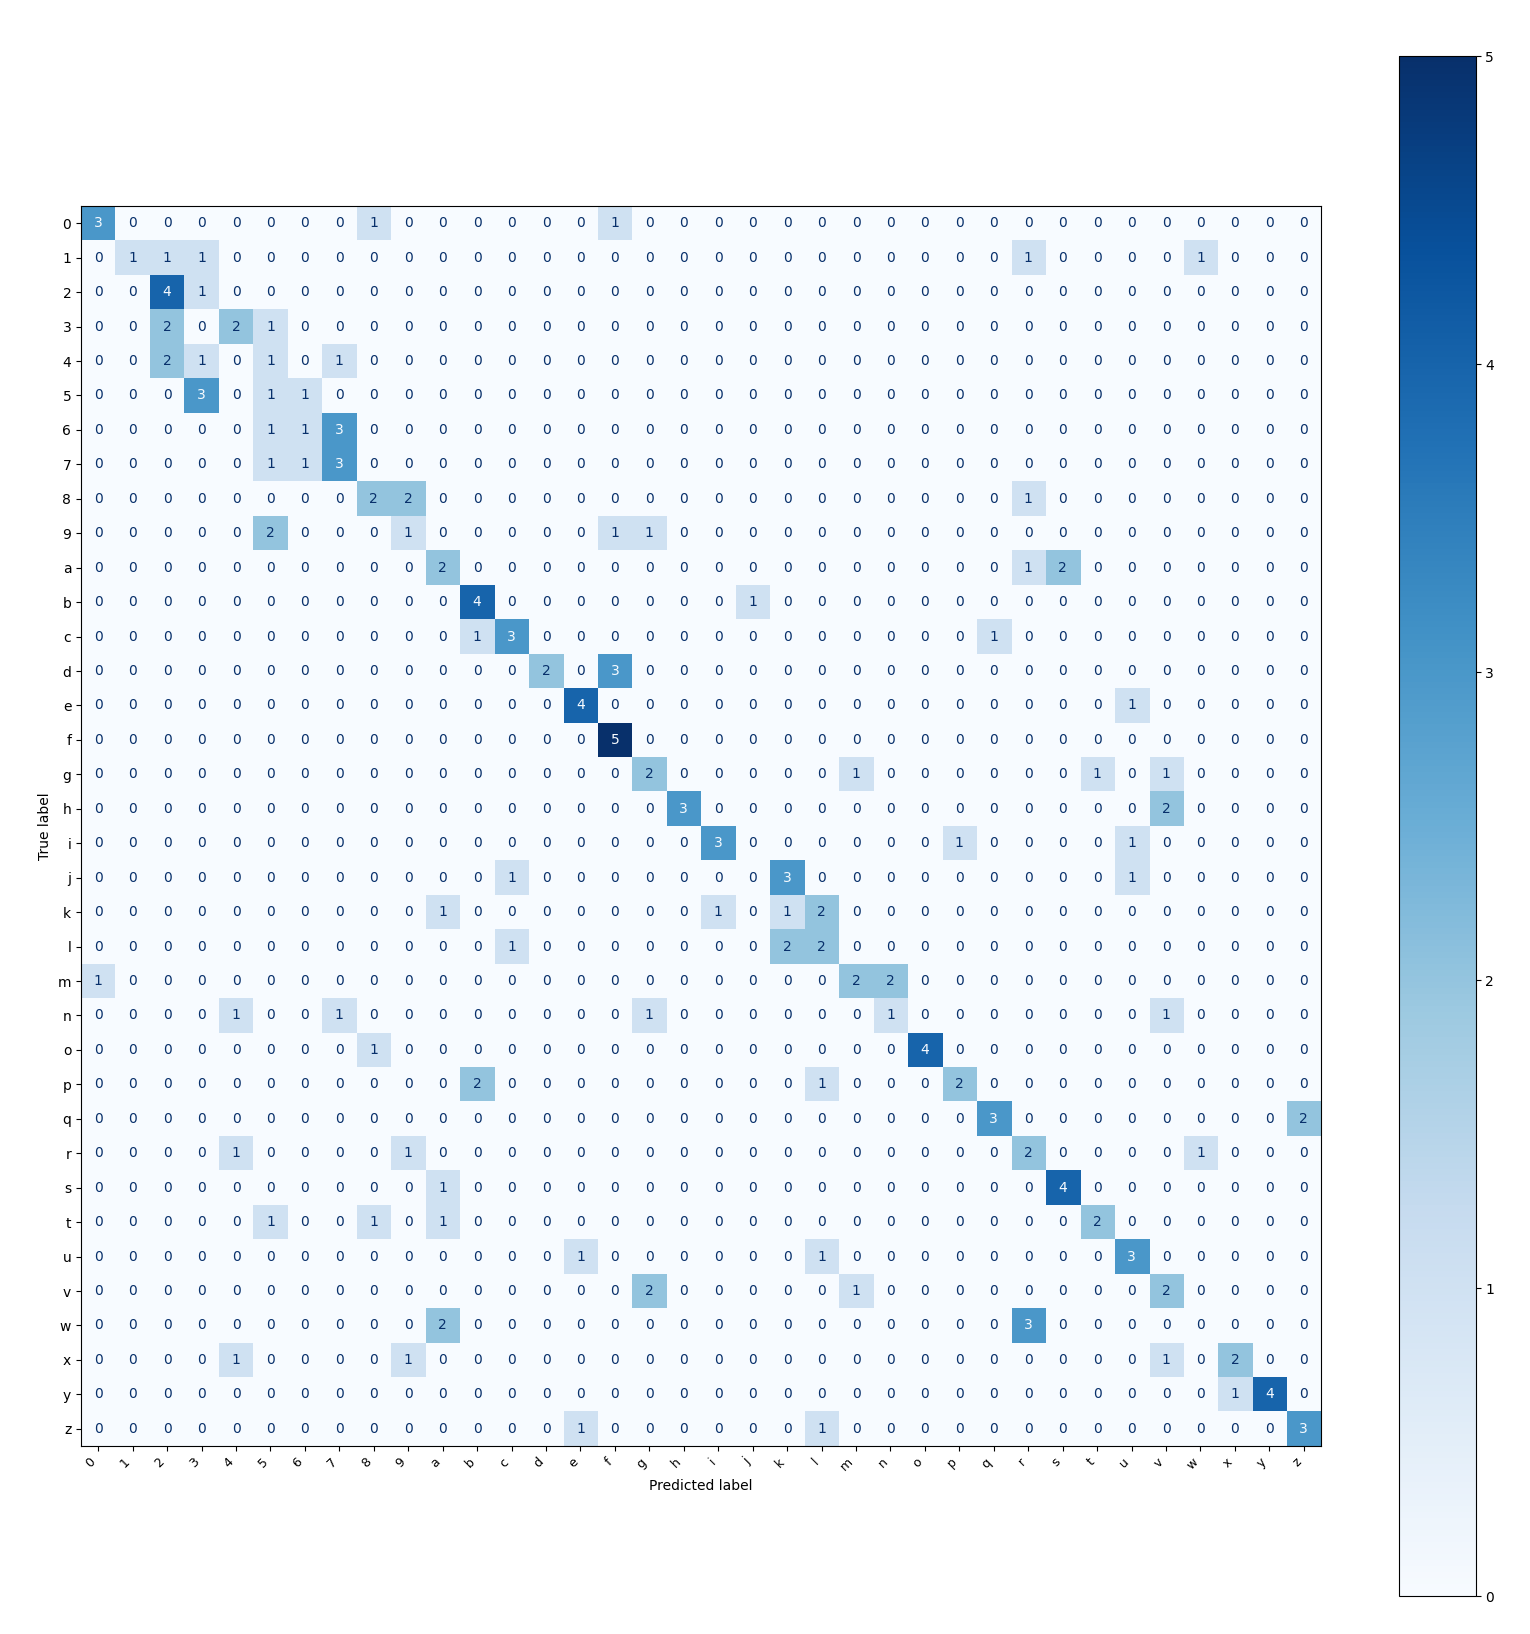 0 3 0 0 0 0 0 0 0 1 0 0 0 0 0 0 1 0 0 0 0 0 0 0 0 0 0 0 0 0 0 0 0 0 0 0 0
1 0 1 1 1 0 0 0 0 0 0 0 0 0 0 0 0 0 0 0 0 0 0 0 0 0 0 0 1 0 0 0 0 1 0 0 0
2 0 0 4 1 0 0 0 0 0 0 0 0 0 0 0 0 0 0 0 0 0 0 0 0 0 0 0 0 0 0 0 0 0 0 0 0
3 0 0 2 0 2 1 0 0 0 0 0 0 0 0 0 0 0 0 0 0 0 0 0 0 0 0 0 0 0 0 0 0 0 0 0 0
4 0 0 2 1 0 1 0 1 0 0 0 0 0 0 0 0 0 0 0 0 0 0 0 0 0 0 0 0 0 0 0 0 0 0 0 0
5 0 0 0 3 0 1 1 0 0 0 0 0 0 0 0 0 0 0 0 0 0 0 0 0 0 0 0 0 0 0 0 0 0 0 0 0
6 0 0 0 0 0 1 1 3 0 0 0 0 0 0 0 0 0 0 0 0 0 0 0 0 0 0 0 0 0 0 0 0 0 0 0 0
7 0 0 0 0 0 1 1 3 0 0 0 0 0 0 0 0 0 0 0 0 0 0 0 0 0 0 0 0 0 0 0 0 0 0 0 0
8 0 0 0 0 0 0 0 0 2 2 0 0 0 0 0 0 0 0 0 0 0 0 0 0 0 0 0 1 0 0 0 0 0 0 0 0
9 0 0 0 0 0 2 0 0 0 1 0 0 0 0 0 1 1 0 0 0 0 0 0 0 0 0 0 0 0 0 0 0 0 0 0 0
a 0 0 0 0 0 0 0 0 0 0 2 0 0 0 0 0 0 0 0 0 0 0 0 0 0 0 0 1 2 0 0 0 0 0 0 0
b 0 0 0 0 0 0 0 0 0 0 0 4 0 0 0 0 0 0 0 1 0 0 0 0 0 0 0 0 0 0 0 0 0 0 0 0
c 0 0 0 0 0 0 0 0 0 0 0 1 3 0 0 0 0 0 0 0 0 0 0 0 0 0 1 0 0 0 0 0 0 0 0 0
d 0 0 0 0 0 0 0 0 0 0 0 0 0 2 0 3 0 0 0 0 0 0 0 0 0 0 0 0 0 0 0 0 0 0 0 0
e 0 0 0 0 0 0 0 0 0 0 0 0 0 0 4 0 0 0 0 0 0 0 0 0 0 0 0 0 0 0 1 0 0 0 0 0
f 0 0 0 0 0 0 0 0 0 0 0 0 0 0 0 5 0 0 0 0 0 0 0 0 0 0 0 0 0 0 0 0 0 0 0 0
g 0 0 0 0 0 0 0 0 0 0 0 0 0 0 0 0 2 0 0 0 0 0 1 0 0 0 0 0 0 1 0 1 0 0 0 0
h 0 0 0 0 0 0 0 0 0 0 0 0 0 0 0 0 0 3 0 0 0 0 0 0 0 0 0 0 0 0 0 2 0 0 0 0
i 0 0 0 0 0 0 0 0 0 0 0 0 0 0 0 0 0 0 3 0 0 0 0 0 0 1 0 0 0 0 1 0 0 0 0 0
j 0 0 0 0 0 0 0 0 0 0 0 0 1 0 0 0 0 0 0 0 3 0 0 0 0 0 0 0 0 0 1 0 0 0 0 0
k 0 0 0 0 0 0 0 0 0 0 1 0 0 0 0 0 0 0 1 0 1 2 0 0 0 0 0 0 0 0 0 0 0 0 0 0
l 0 0 0 0 0 0 0 0 0 0 0 0 1 0 0 0 0 0 0 0 2 2 0 0 0 0 0 0 0 0 0 0 0 0 0 0
m 1 0 0 0 0 0 0 0 0 0 0 0 0 0 0 0 0 0 0 0 0 0 2 2 0 0 0 0 0 0 0 0 0 0 0 0
n 0 0 0 0 1 0 0 1 0 0 0 0 0 0 0 0 1 0 0 0 0 0 0 1 0 0 0 0 0 0 0 1 0 0 0 0
o 0 0 0 0 0 0 0 0 1 0 0 0 0 0 0 0 0 0 0 0 0 0 0 0 4 0 0 0 0 0 0 0 0 0 0 0
p 0 0 0 0 0 0 0 0 0 0 0 2 0 0 0 0 0 0 0 0 0 1 0 0 0 2 0 0 0 0 0 0 0 0 0 0
q 0 0 0 0 0 0 0 0 0 0 0 0 0 0 0 0 0 0 0 0 0 0 0 0 0 0 3 0 0 0 0 0 0 0 0 2
r 0 0 0 0 1 0 0 0 0 1 0 0 0 0 0 0 0 0 0 0 0 0 0 0 0 0 0 2 0 0 0 0 1 0 0 0
s 0 0 0 0 0 0 0 0 0 0 1 0 0 0 0 0 0 0 0 0 0 0 0 0 0 0 0 0 4 0 0 0 0 0 0 0
t 0 0 0 0 0 1 0 0 1 0 1 0 0 0 0 0 0 0 0 0 0 0 0 0 0 0 0 0 0 2 0 0 0 0 0 0
u 0 0 0 0 0 0 0 0 0 0 0 0 0 0 1 0 0 0 0 0 0 1 0 0 0 0 0 0 0 0 3 0 0 0 0 0
v 0 0 0 0 0 0 0 0 0 0 0 0 0 0 0 0 2 0 0 0 0 0 1 0 0 0 0 0 0 0 0 2 0 0 0 0
w 0 0 0 0 0 0 0 0 0 0 2 0 0 0 0 0 0 0 0 0 0 0 0 0 0 0 0 3 0 0 0 0 0 0 0 0
x 0 0 0 0 1 0 0 0 0 1 0 0 0 0 0 0 0 0 0 0 0 0 0 0 0 0 0 0 0 0 0 1 0 2 0 0
y 0 0 0 0 0 0 0 0 0 0 0 0 0 0 0 0 0 0 0 0 0 0 0 0 0 0 0 0 0 0 0 0 0 1 4 0
z 0 0 0 0 0 0 0 0 0 0 0 0 0 0 1 0 0 0 0 0 0 1 0 0 0 0 0 0 0 0 0 0 0 0 0 3
0 1 2 3 4 5 6 7 8 9 a b c d e f g h i j k l m n o p q r s t u v w x y z
Predicted label
True label
5
4
3
2
1
0